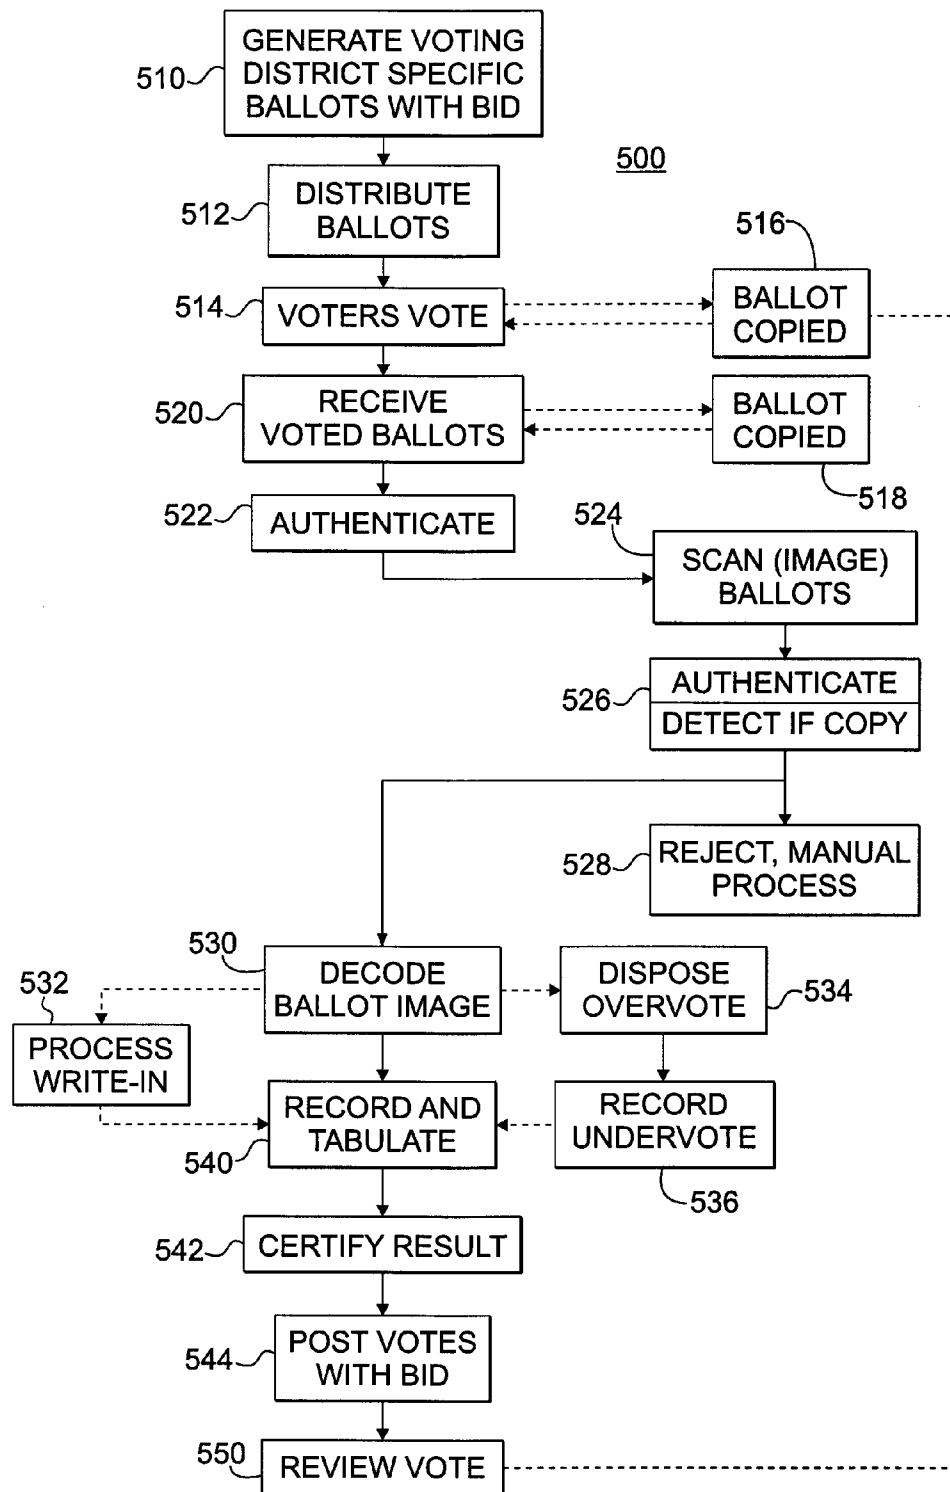 GENERATE VOTING
DISTRICT SPECIFIC
BALLOTS WITH BID
510
500
DISTRIBUTE
BALLOTS
512
516
VOTERS VOTE
514
BALLOT
COPIED
RECEIVE
VOTED BALLOTS
520
BALLOT
COPIED
518
522
AUTHENTICATE
524
SCAN (IMAGE)
BALLOTS
526
AUTHENTICATE
DETECT IF COPY
528
REJECT, MANUAL
PROCESS
530
DECODE
BALLOT IMAGE
DISPOSE
OVERVOTE
534
532
PROCESS
WRITE-IN
RECORD AND
TABULATE
540
RECORD
UNDERVOTE
536
542
CERTIFY RESULT
544
POST VOTES
WITH BID
550
REVIEW VOTE